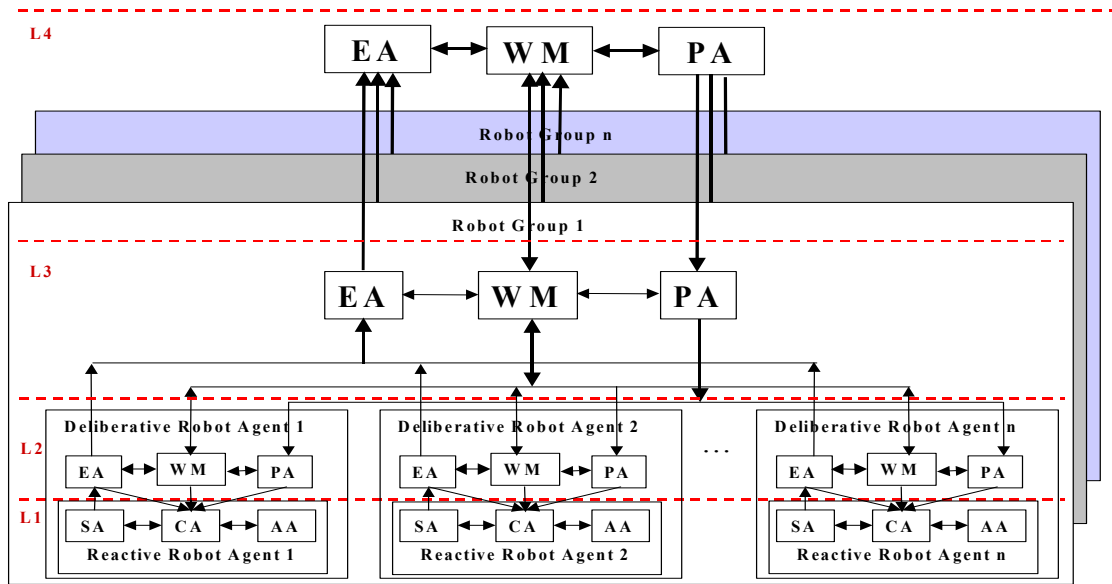 L4
EA WM PA
Robot Group n
Robot Group 2
Robot Group 1
L3
EA WM PA
Deliberative Robot Agent 1 Deliberative Robot Agent 2 Deliberative Robot Agent n
L2
EA WM PA EA WM PA ... EA WM PA
L1
SA CA AA SA CA AA SA CA AA
Reactive Robot Agent 1 Reactive Robot Agent 2 Reactive Robot Agent n